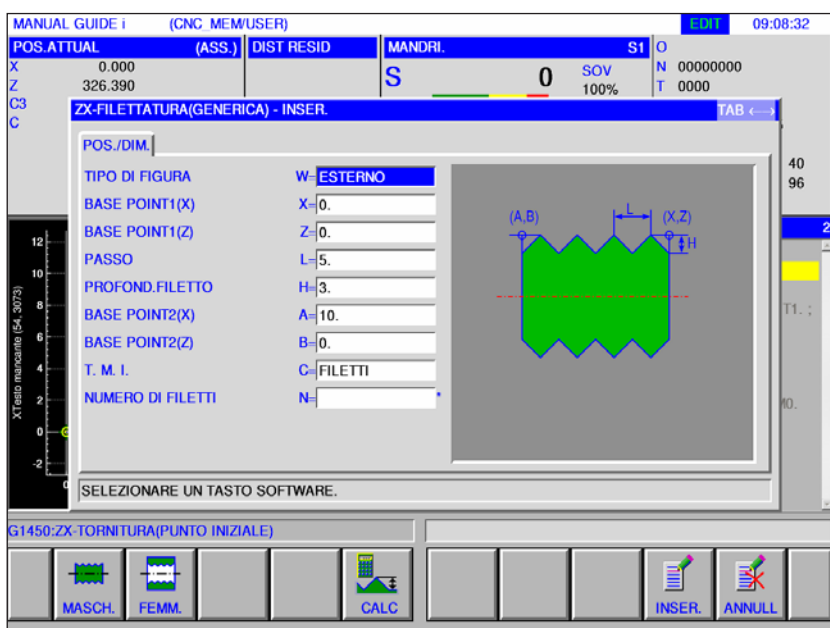 MANUAL GUIDE i (CNC_MEM/USER) EDIT 09:08:32
POS.ATTUAL (ASS.) DIST RESID MANDRI. S1 O
X 0.000 N 00000000
Z 326.390 S 0 SOV 100% T 0000
C3
C
ZX-FILETTATURA(GENERICA) - INSER. TAB ←→
POS./DIM.
TIPO DI FIGURA W= ESTERNO
BASE POINT1(X) X= 0.
BASE POINT1(Z) Z= 0.
PASSO L= 5.
PROFOND.FILETTO H= 3.
BASE POINT2(X) A= 10.
BASE POINT2(Z) B= 0.
T. M. I. C= FILETTI
NUMERO DI FILETTI N= *
(A,B) L (X,Z)
H
40
96
2
T1. ;
M0.
XTesto mancante (54, 3073)
12
10
8
6
4
2
0
-2
0
SELEZIONARE UN TASTO SOFTWARE.
G1450:ZX-TORNITURA(PUNTO INIZIALE)
MASCH. FEMM. CALC INSER. ANNULL